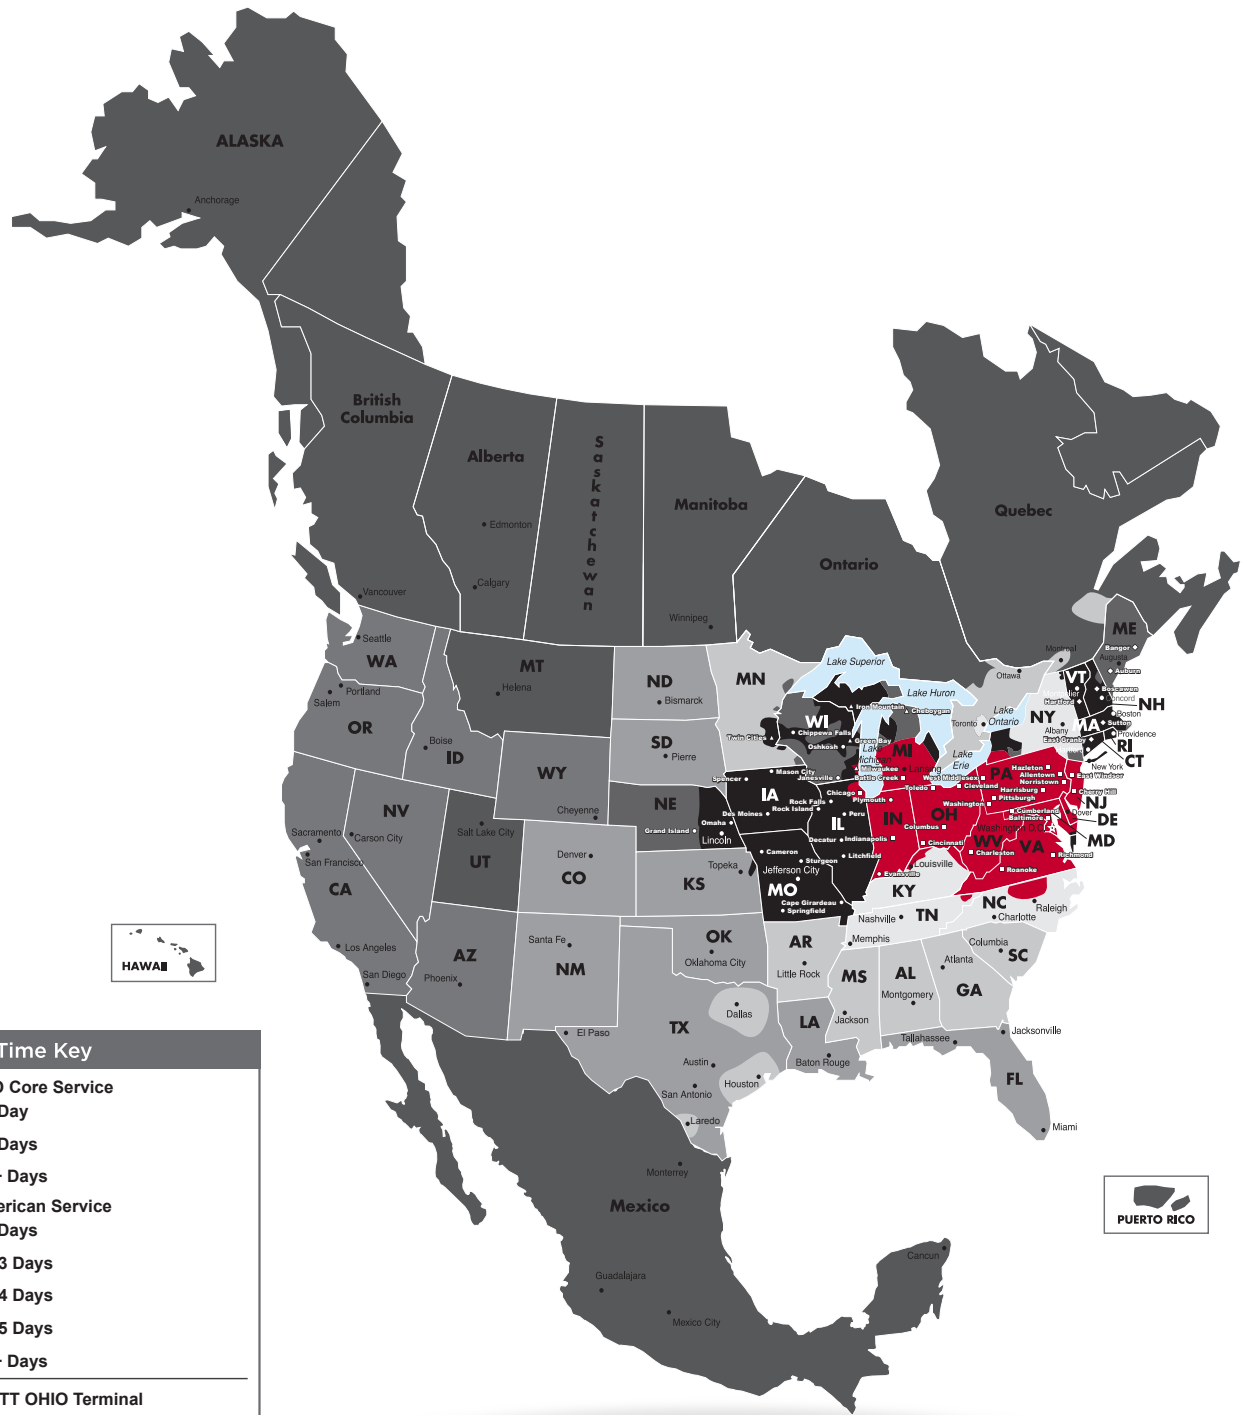 ALASKA
Anchorage
British
Columbia
Alberta
Saskatchewan
Manitoba
Ontario
Quebec
Edmonton
Calgary
Vancouver
Winnipeg
Seattle
WA
Portland
Salem
OR
Boise
ID
MT
Helena
ND
Bismarck
SD
Pierre
MN
WY
Cheyenne
NE
Grand Island
Omaha
Lincoln
NV
Carson City
Sacramento
San Francisco
CA
Los Angeles
San Diego
Salt Lake City
UT
Denver
CO
Topeka
KS
AZ
Phoenix
Santa Fe
NM
OK
Oklahoma City
TX
El Paso
Dallas
Austin
San Antonio
Houston
Laredo
Lake Superior
Lake Huron
Lake
Michigan
Lake
Ontario
Lake
Erie
Iron Mountain
Cheboygan
WI
Chippewa Falls
Twin Cities
Green Bay
Oshkosh
Milwaukee
Janesville
MI
Lansing
Battle Creek
Spencer
Mason City
IA
Des Moines
Rock Falls
Rock Island
Chicago
Plymouth
Peru
IL
Decatur
Litchfield
Cameron
Sturgeon
Jefferson City
MO
Cape Girardeau
Springfield
IN
Indianapolis
Evansville
Toledo
West Middlesex
Cleveland
OH
Columbus
Cincinnati
Washington
Pittsburgh
PA
Hazleton
Allentown
Norristown
Harrisburg
Cumberland
Baltimore
Washington D.C.
WV
Charleston
VA
Richmond
Roanoke
Louisville
KY
Nashville
TN
Memphis
NC
Raleigh
Charlotte
Columbia
SC
AR
Little Rock
MS
Jackson
AL
Montgomery
Atlanta
GA
LA
Baton Rouge
Tallahassee
Jacksonville
FL
Miami
Ottawa
Montreal
Toronto
ME
Bangor
Augusta
Auburn
VT
Boscawen
Concord
Hartford
NH
NY
Albany
MA
Boston
Sutton
Providence
East Granby
RI
CT
New York
East Windsor
Cherry Hill
NJ
Dover
DE
MD
HAWAII
PUERTO RICO
Mexico
Monterrey
Guadalajara
Mexico City
Cancun
Time Key
Core Service
Day
Days
Days
erican Service
Days
3 Days
4 Days
5 Days
Days
TT OHIO Terminal